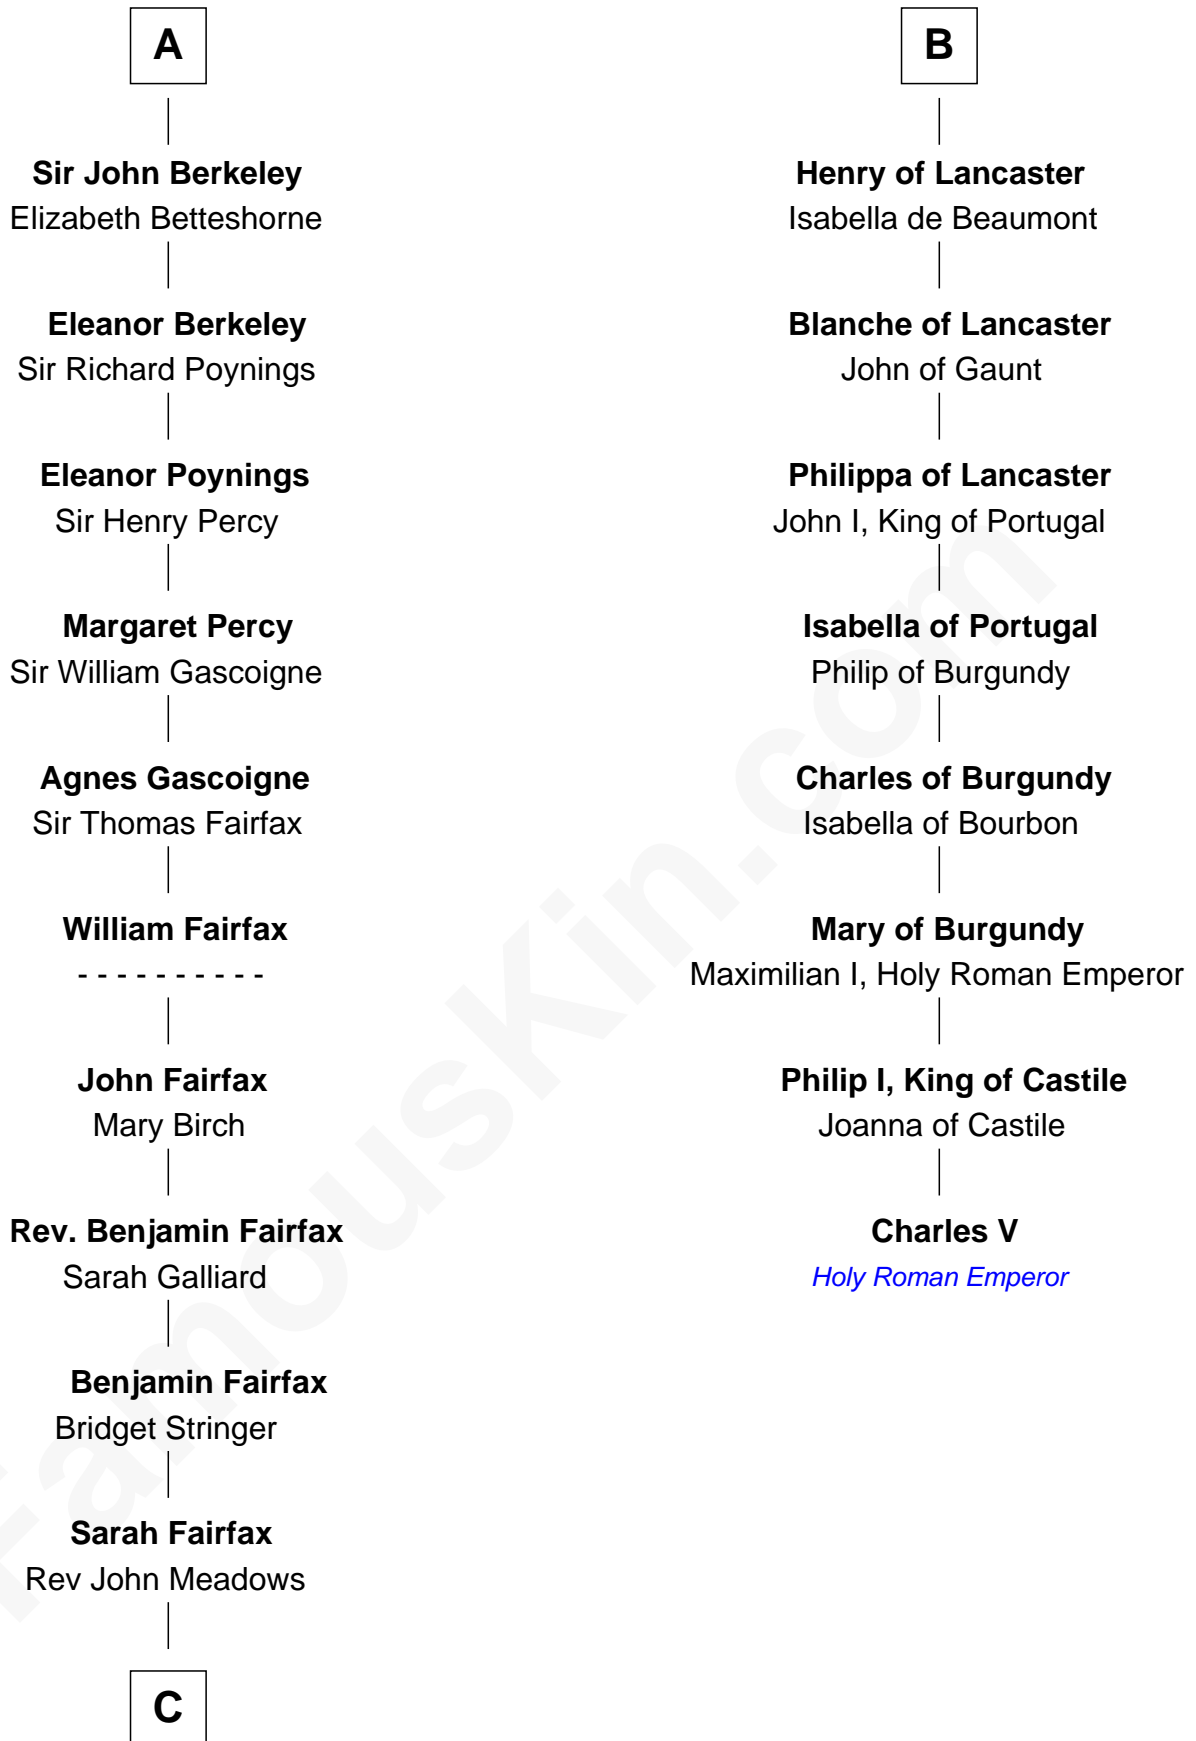 A
Sir John Berkeley
Elizabeth Betteshorne
Eleanor Berkeley
Sir Richard Poynings
Eleanor Poynings
Sir Henry Percy
Margaret Percy
Sir William Gascoigne
Agnes Gascoigne
Sir Thomas Fairfax
William Fairfax
- - - - - - - - - -
John Fairfax
Mary Birch
Rev. Benjamin Fairfax
Sarah Galliard
Benjamin Fairfax
Bridget Stringer
Sarah Fairfax
Rev John Meadows
C
B
Henry of Lancaster
Isabella de Beaumont
Blanche of Lancaster
John of Gaunt
Philippa of Lancaster
John I, King of Portugal
Isabella of Portugal
Philip of Burgundy
Charles of Burgundy
Isabella of Bourbon
Mary of Burgundy
Maximilian I, Holy Roman Emperor
Philip I, King of Castile
Joanna of Castile
Charles V
Holy Roman Emperor
FamousKin.com